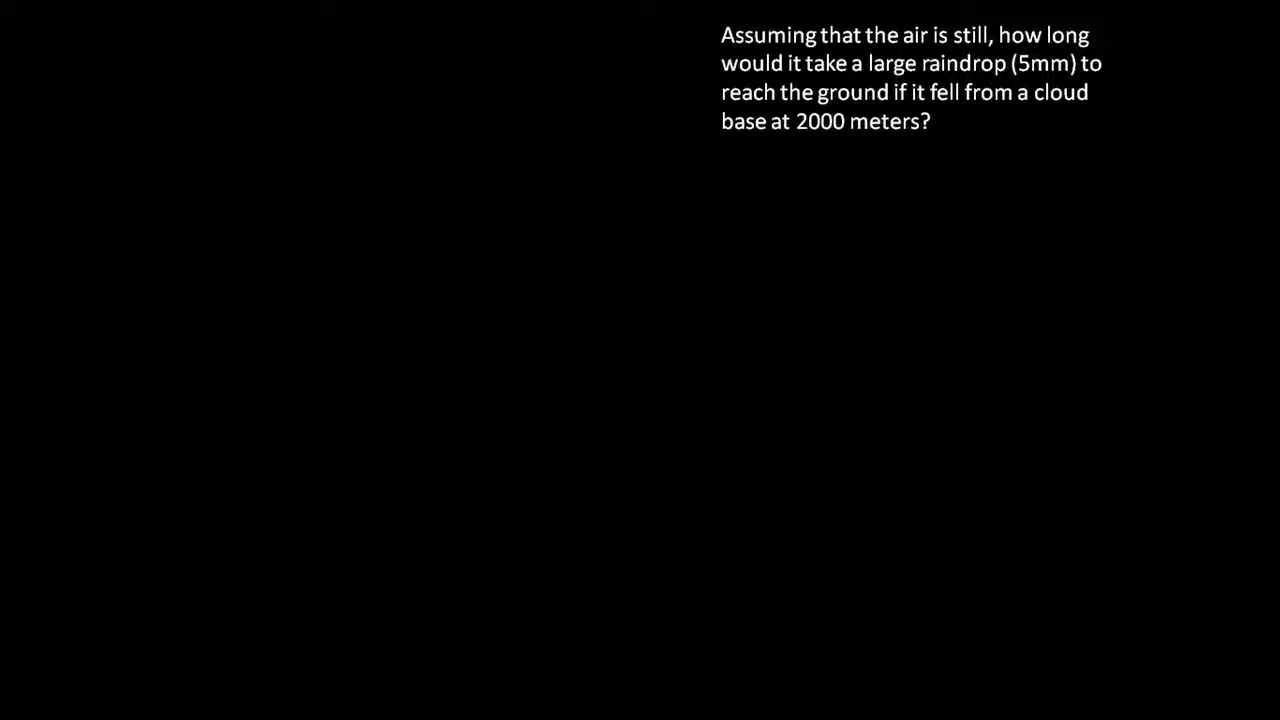 Assuming that the air is still, how long
would it take a large raindrop (5mm) to
reach the ground if it fell from a cloud
base at 2000 meters?